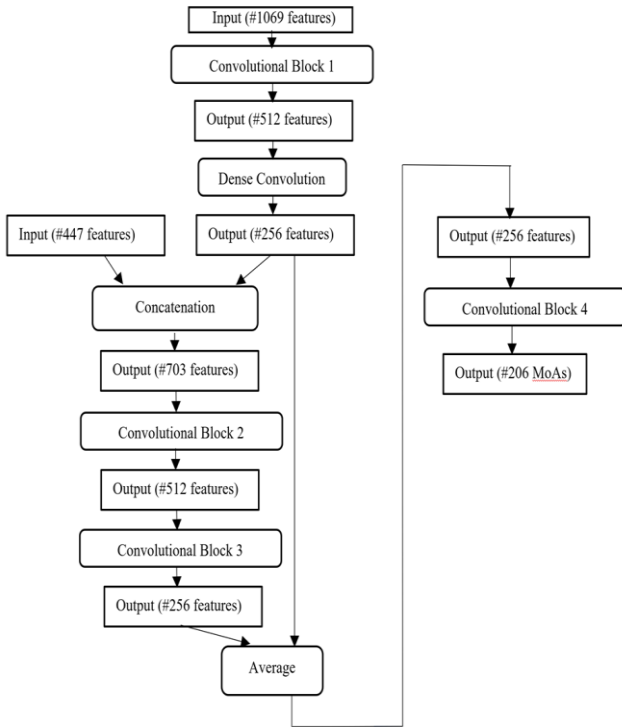 Input (#1069 features)
Convolutional Block 1
Output (#512 features)
Dense Convolution
Input (#447 features)
Output (#256 features)
Concatenation
Output (#703 features)
Convolutional Block 2
Output (#512 features)
Convolutional Block 3
Output (#256 features)
Average
Output (#256 features)
Convolutional Block 4
Output (#206 MoAs)